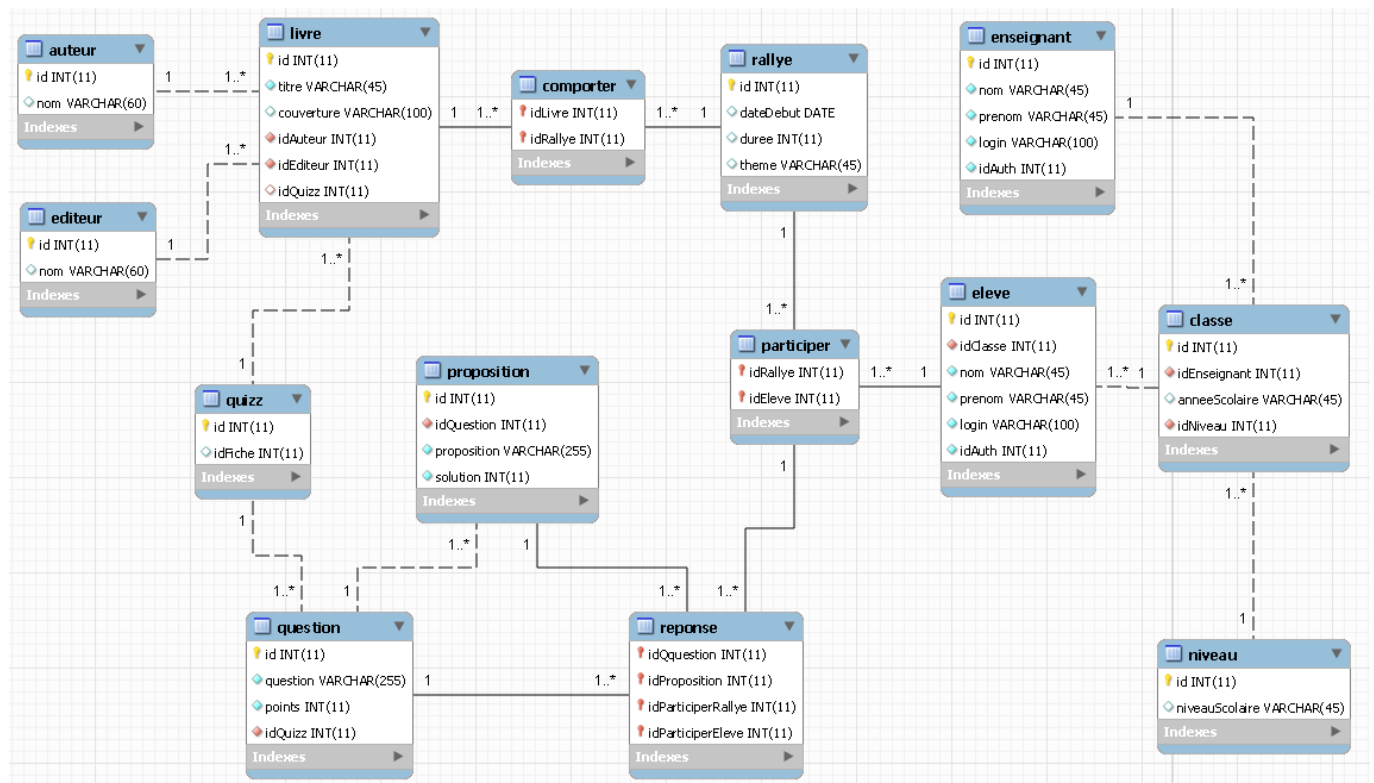 auteur
id INT(11)
nom VARCHAR(60)
Indexes
1
1..*
livre
id INT(11)
titre VARCHAR(45)
couverture VARCHAR(100)
idAuteur INT(11)
idEditeur INT(11)
idQuizz INT(11)
Indexes
1
1..*
comporter
idLivre INT(11)
idRallye INT(11)
Indexes
1..*
1
rallye
id INT(11)
dateDebut DATE
duree INT(11)
theme VARCHAR(45)
Indexes
enseignant
id INT(11)
nom VARCHAR(45)
prenom VARCHAR(45)
login VARCHAR(100)
idAuth INT(11)
Indexes
1
1..*
editeur
id INT(11)
nom VARCHAR(60)
Indexes
1
1..*
1..*
1
1
1..*
participer
idRallye INT(11)
idEleve INT(11)
Indexes
1..*
1
eleve
id INT(11)
idClasse INT(11)
nom VARCHAR(45)
prenom VARCHAR(45)
login VARCHAR(100)
idAuth INT(11)
Indexes
1..*
1
classe
id INT(11)
idEnseignant INT(11)
anneeScolaire VARCHAR(45)
idNiveau INT(11)
Indexes
quizz
id INT(11)
idFiche INT(11)
Indexes
proposition
id INT(11)
idQuestion INT(11)
proposition VARCHAR(255)
solution INT(11)
Indexes
1
1..*
1..*
1
1
1..*
1
1..*
1..*
1
question
id INT(11)
question VARCHAR(255)
points INT(11)
idQuizz INT(11)
Indexes
1
1..*
reponse
idQquestion INT(11)
idProposition INT(11)
idParticiperRallye INT(11)
idParticiperEleve INT(11)
Indexes
niveau
id INT(11)
niveauScolaire VARCHAR(45)
Indexes